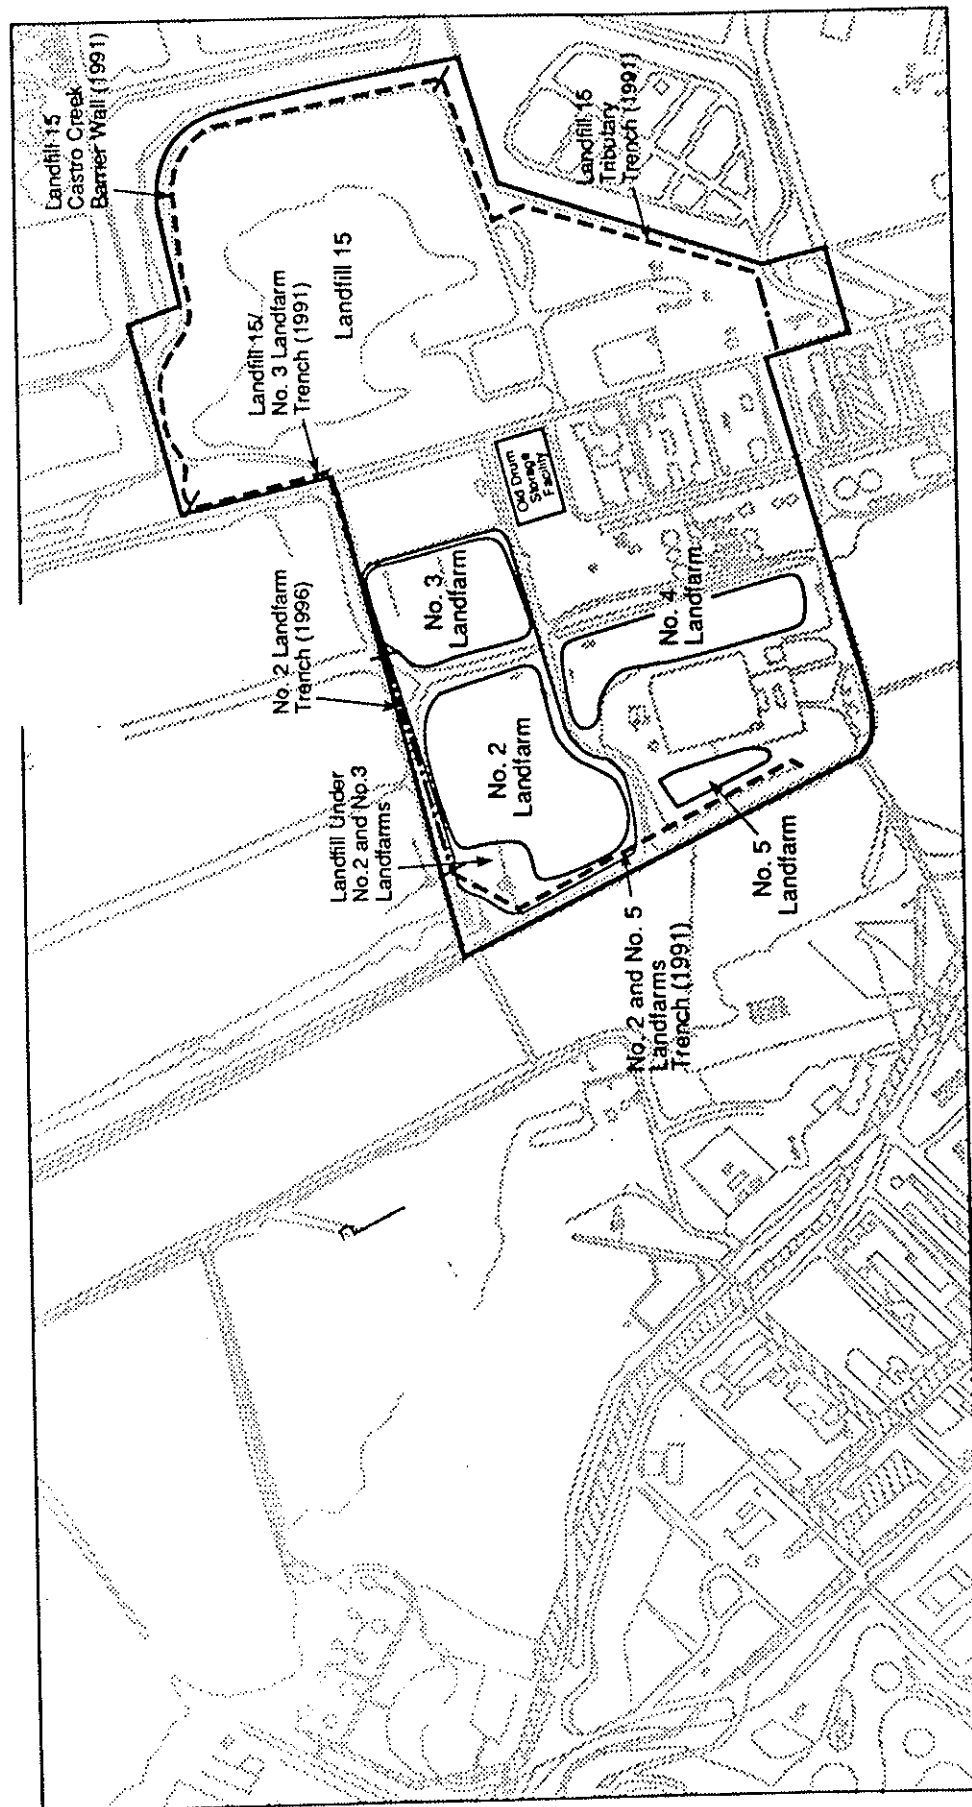 Landfill 15
Castro Creek
Barrier Wall (1991)
Landfill 15/
No. 3 Landfarm
Trench (1991)
Landfill 15
Landfill 15
Tributary
Trench (1991)
No. 2 Landfarm
Trench (1996)
Old Drum
Storage
Facility
No. 3
Landfarm
No. 4
Landfarm
Landfill Under
No.2 and No.3
Landfarms
No. 2
Landfarm
No. 5
Landfarm
No. 2 and No. 5
Landfarms
Trench (1991)